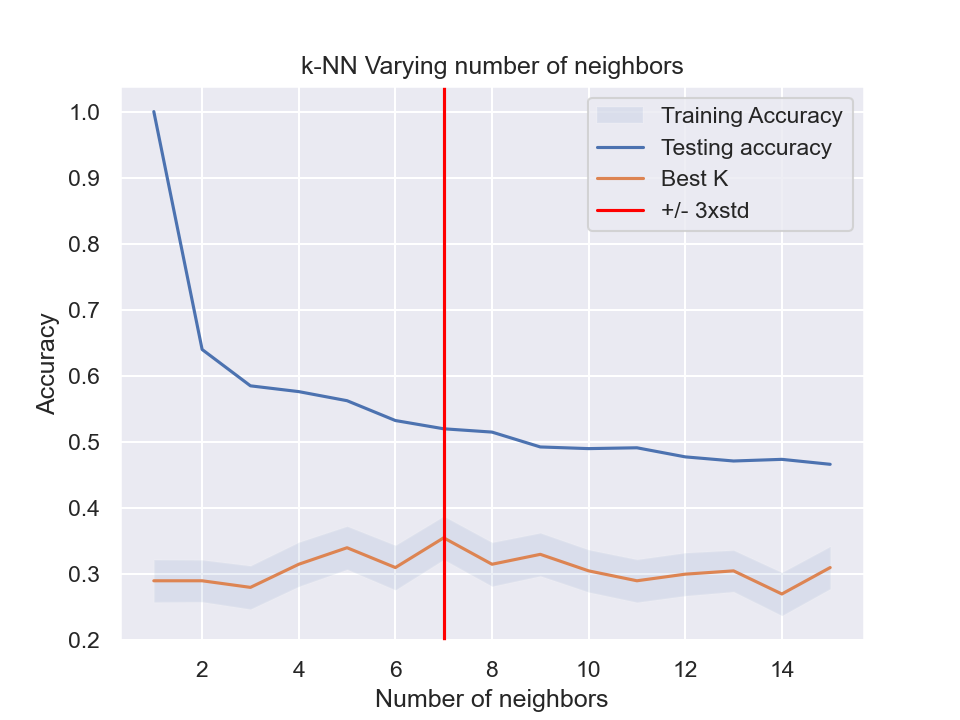 k-NN Varying number of neighbors
Training Accuracy
Testing accuracy
Best K
+/- 3xstd
1.0
0.9
0.8
0.7
0.6
0.5
0.4
0.3
0.2
Accuracy
2 4 6 8 10 12 14
Number of neighbors